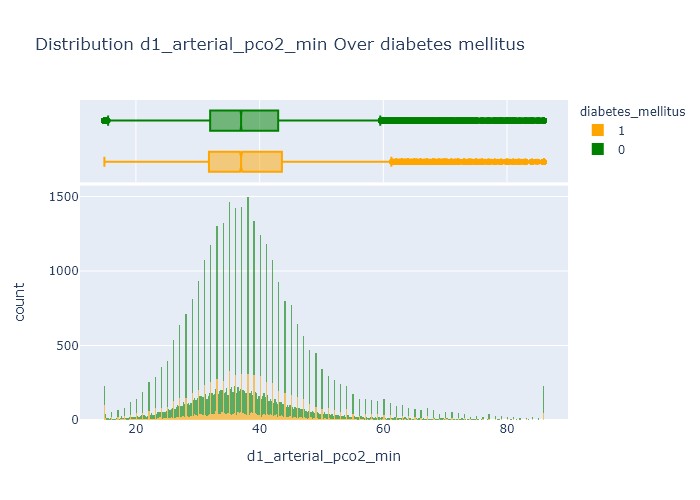 Distribution d1_arterial_pco2_min Over diabetes mellitus
diabetes_mellitus
1
0
1500
1000
500
0
count
20
40
60
80
d1_arterial_pco2_min